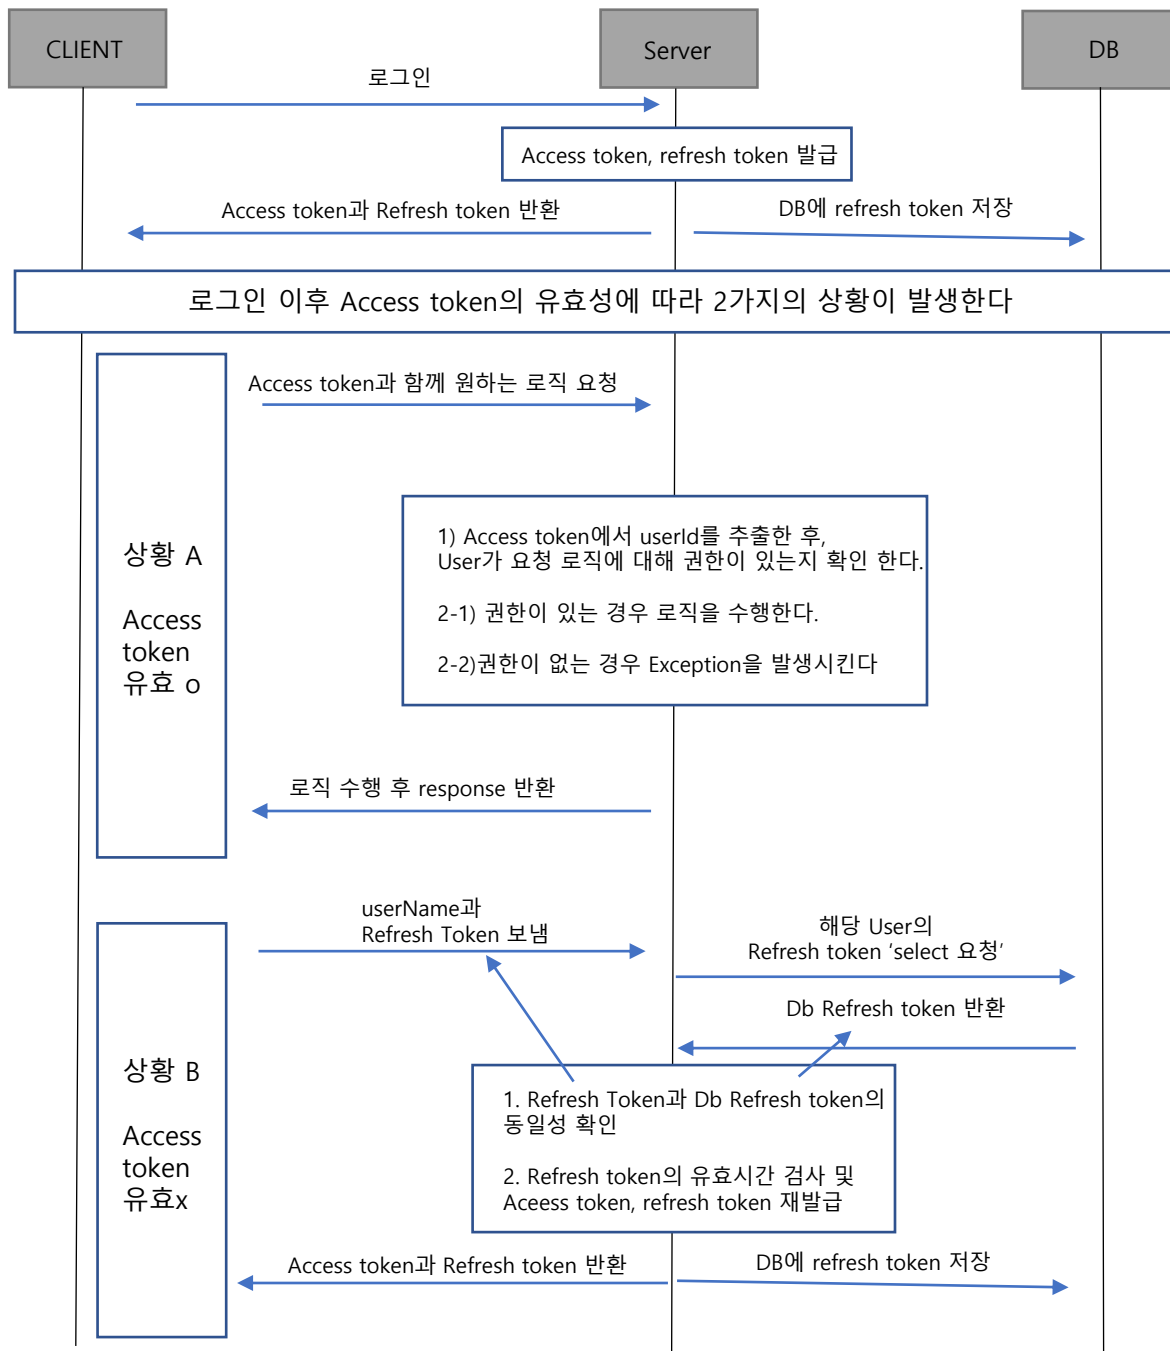 CLIENT
Server
DB
로그인
Access token, refresh token 발급
Access token과 Refresh token 반환
DB에 refresh token 저장
로그인 이후 Access token의 유효성에 따라 2가지의 상황이 발생한다
Access token과 함께 원하는 로직 요청
상황 A
Access
token
유효 o
1) Access token에서 userId를 추출한 후,
User가 요청 로직에 대해 권한이 있는지 확인 한다.
2-1) 권한이 있는 경우 로직을 수행한다.
2-2)권한이 없는 경우 Exception을 발생시킨다
로직 수행 후 response 반환
userName과
Refresh Token 보냄
해당 User의
Refresh token ‘select 요청’
Db Refresh token 반환
상황 B
Access
token
유효x
1. Refresh Token과 Db Refresh token의
동일성 확인
2. Refresh token의 유효시간 검사 및
Aceess token, refresh token 재발급
Access token과 Refresh token 반환
DB에 refresh token 저장